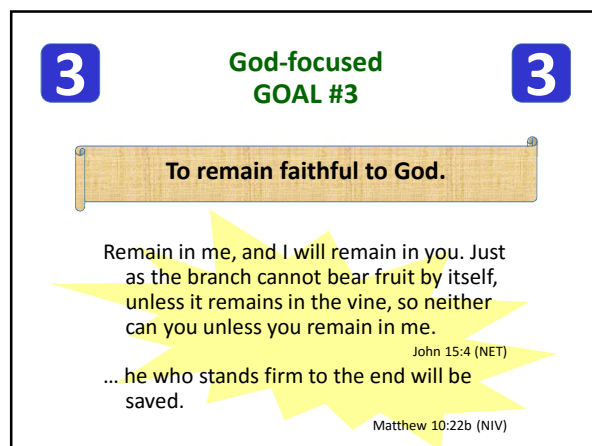 3
God-focused
GOAL #3
3
To remain faithful to God.
Remain in me, and I will remain in you. Just
as the branch cannot bear fruit by itself,
unless it remains in the vine, so neither
can you unless you remain in me.
John 15:4 (NET)
... he who stands firm to the end will be
saved.
Matthew 10:22b (NIV)